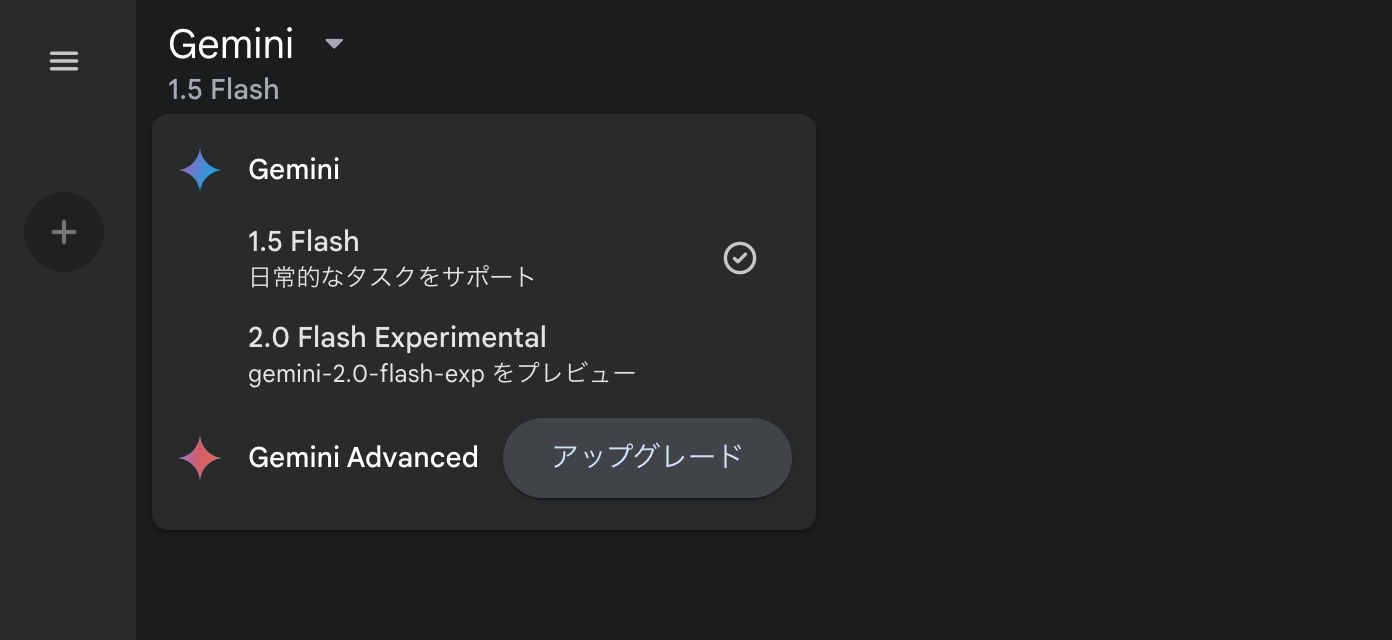 Gemini
1.5 Flash
Gemini
1.5 Flash
日常的なタスクをサポート
2.0 Flash Experimental
gemini-2.0-flash-exp をプレビュー
Gemini Advanced
アップグレード